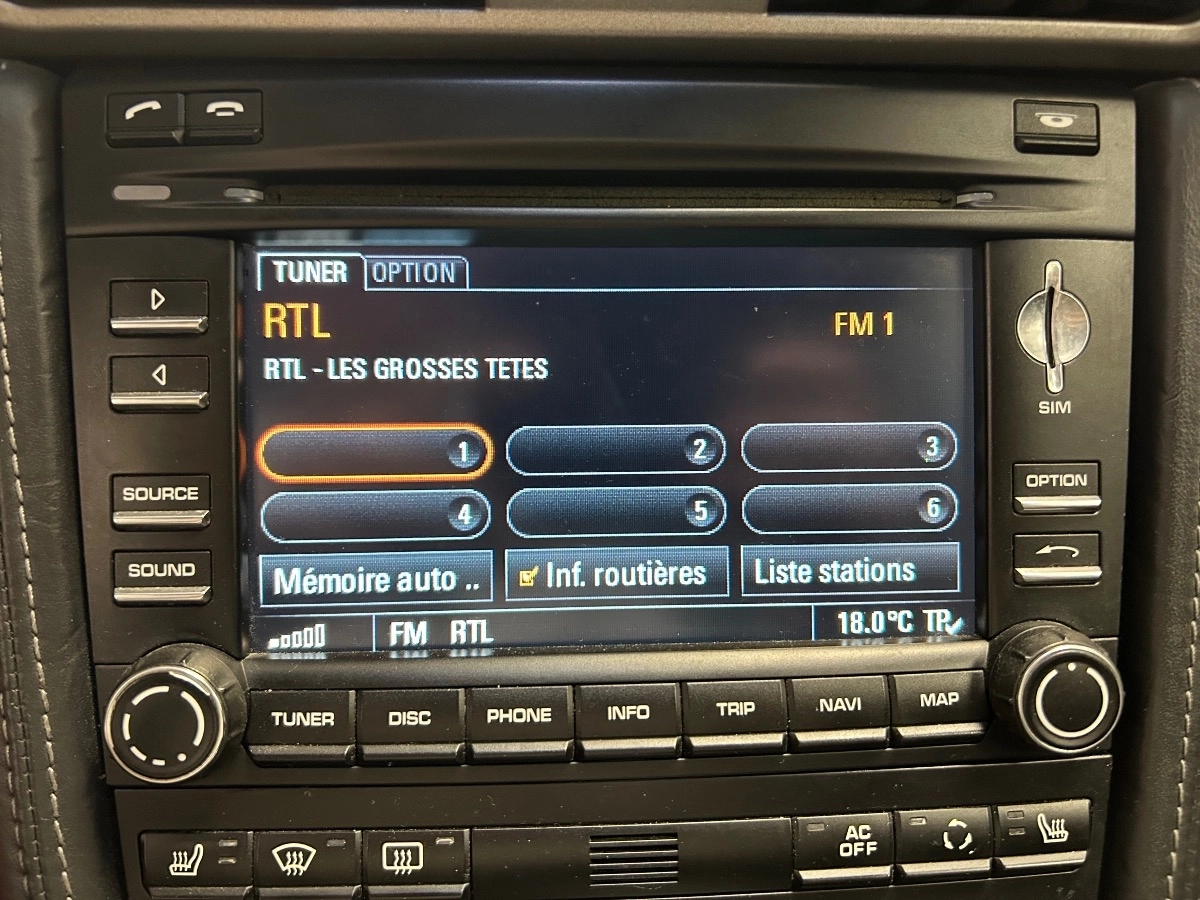 TUNER OPTION
RTL FM 1
RTL - LES GROSSES TETES
1 2 3
4 5 6
Mémoire auto .. Inf. routières Liste stations
FM RTL 18.0°C TP
SIM
SOURCE
SOUND
OPTION
TUNER DISC PHONE INFO TRIP NAVI MAP
AC
OFF